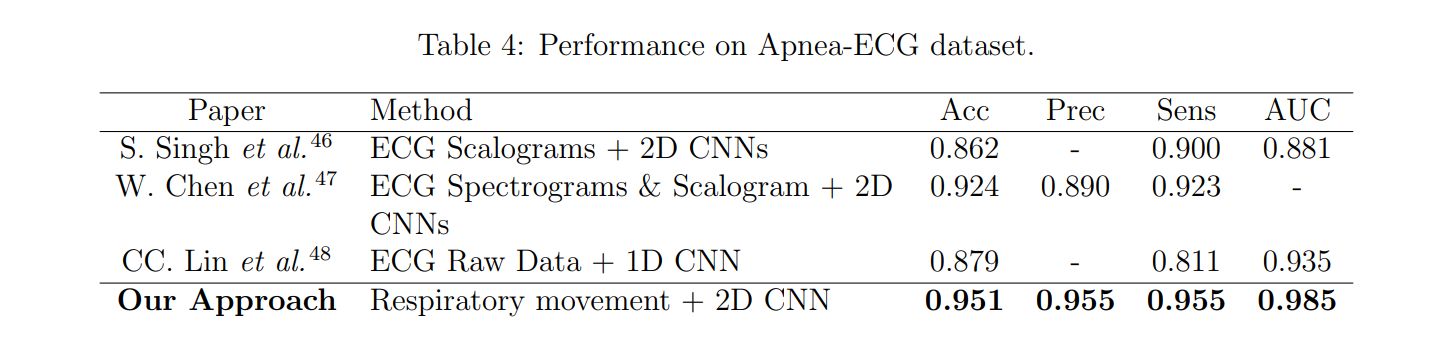 Table 4: Performance on Apnea-ECG dataset.
Paper Method Acc Prec Sens AUC
S. Singh et al.46 ECG Scalograms + 2D CNNs 0.862 - 0.900 0.881
W. Chen et al.47 ECG Spectrograms & Scalogram + 2D 0.924 0.890 0.923 -
CNNs
CC. Lin et al.48 ECG Raw Data + 1D CNN 0.879 - 0.811 0.935
Our Approach Respiratory movement + 2D CNN 0.951 0.955 0.955 0.985